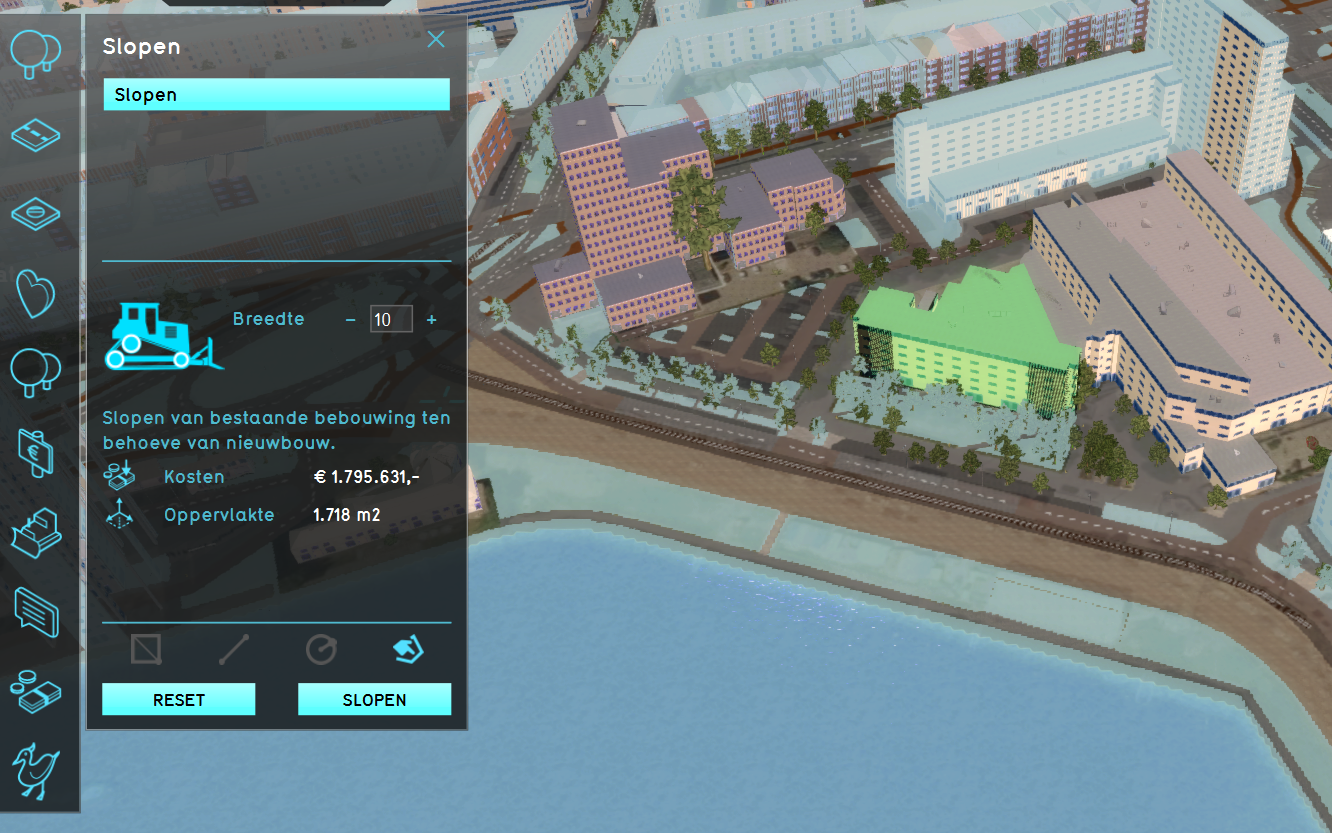 Slopen
Slopen
Breedte − 10 +
Slopen van bestaande bebouwing ten
behoeve van nieuwbouw.
Kosten € 1.795.631,-
Oppervlakte 1.718 m2
RESET SLOPEN